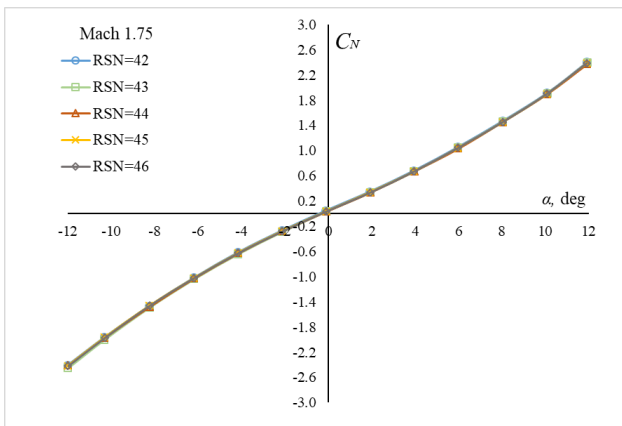 Mach 1.75
RSN=42
RSN=43
RSN=44
RSN=45
RSN=46
C_N
3.0
2.6
2.2
1.8
1.4
1.0
0.6
0.2
-0.2
-0.6
-1.0
-1.4
-1.8
-2.2
-2.6
-3.0
α, deg
-12 -10 -8 -6 -4 -2 0 2 4 6 8 10 12